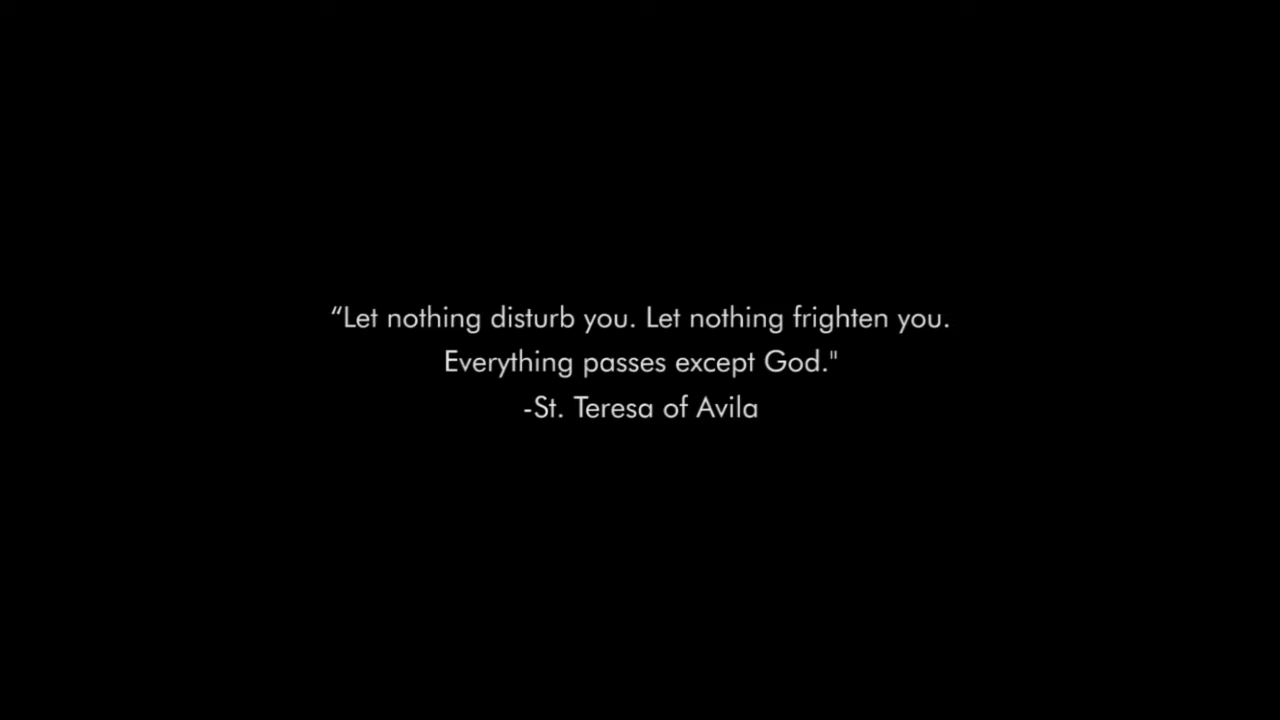 “Let nothing disturb you. Let nothing frighten you.
Everything passes except God."
-St. Teresa of Avila